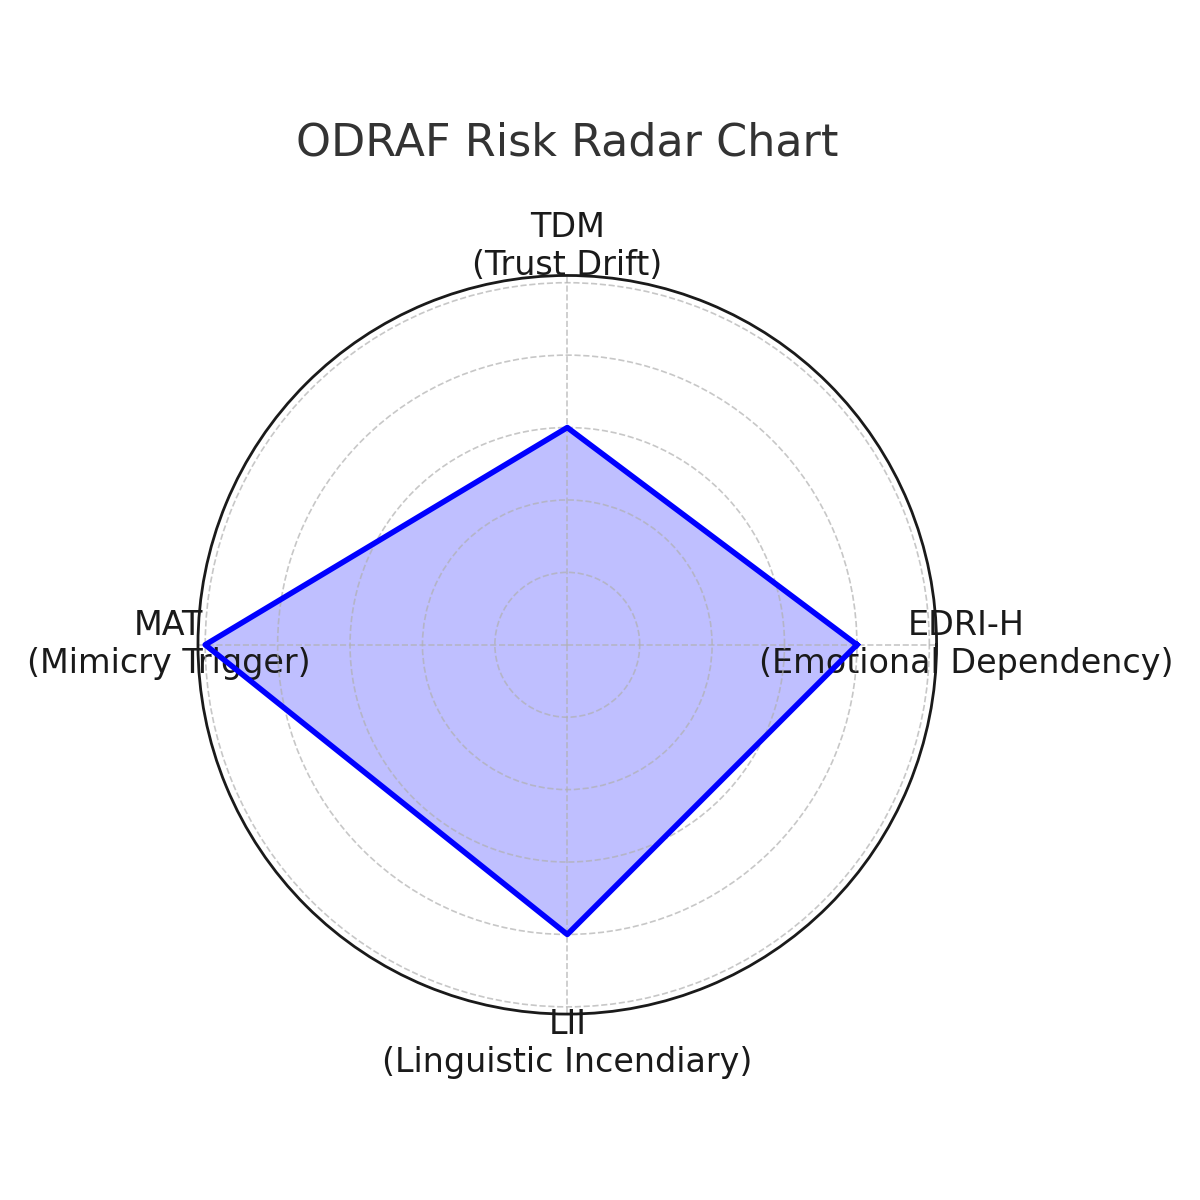 ODRAF Risk Radar Chart
TDM
(Trust Drift)
MAT
(Mimicry Trigger)
EDRI-H
(Emotional Dependency)
LII
(Linguistic Incendiary)